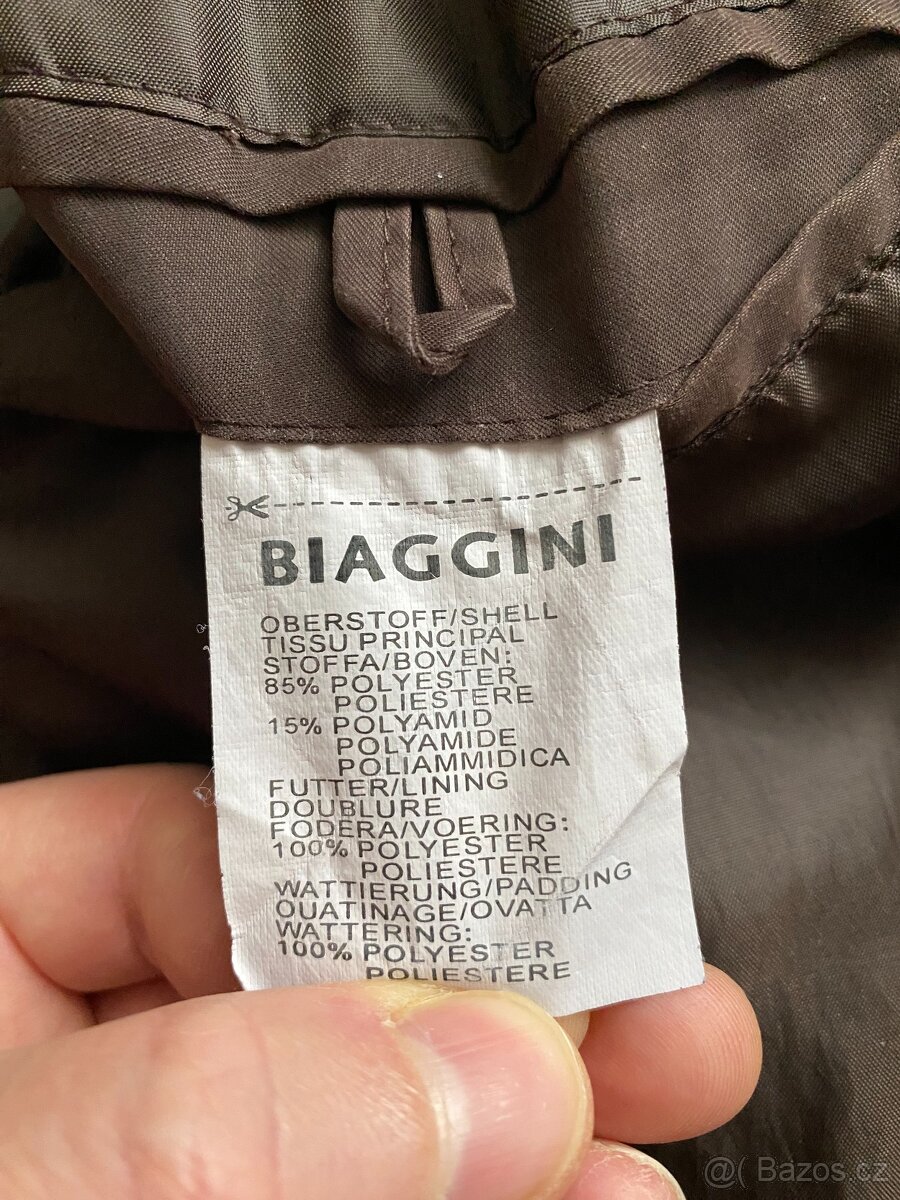 BIAGGINI
OBERSTOFF/SHELL
TISSU PRINCIPAL
STOFFA/BOVEN:
85% POLYESTER
POLIESTERE
15% POLYAMID
POLYAMIDE
POLIAMMIDICA
FUTTER/LINING
DOUBLURE
FODERA/VOERING:
100% POLYESTER
POLIESTERE
WATTIERUNG/PADDING
OUATINAGE/OVATTA
WATTERING:
100% POLYESTER
POLIESTERE
@( Bazos.cz